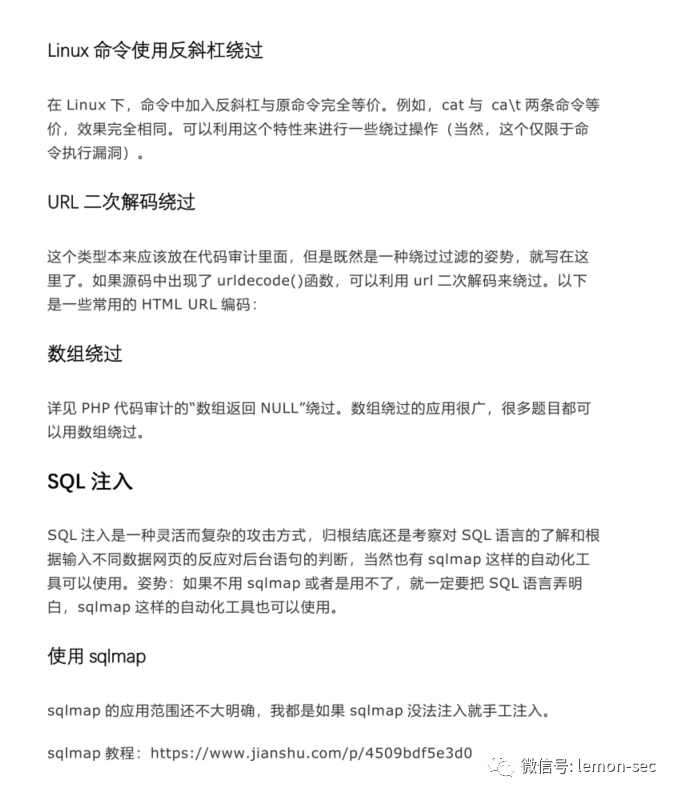 Linux 命令使用反斜杠绕过
在 Linux 下，命令中加入反斜杠与原命令完全等价。例如，cat 与 ca\t 两条命令等
价，效果完全相同。可以利用这个特性来进行一些绕过操作（当然，这个仅限于命
令执行漏洞）。
URL 二次解码绕过
这个类型本来应该放在代码审计里面，但是既然是一种绕过过滤的姿势，就写在这
里了。如果源码中出现了 urldecode()函数，可以利用 url 二次解码来绕过。以下
是一些常用的 HTML URL 编码：
数组绕过
详见 PHP 代码审计的“数组返回 NULL”绕过。数组绕过的应用很广，很多题目都可
以用数组绕过。
SQL 注入
SQL 注入是一种灵活而复杂的攻击方式，归根结底还是考察对 SQL 语言的了解和根
据输入不同数据网页的反应对后台语句的判断，当然也有 sqlmap 这样的自动化工
具可以使用。姿势：如果不用 sqlmap 或者是用不了，就一定要把 SQL 语言弄明
白，sqlmap 这样的自动化工具也可以使用。
使用 sqlmap
sqlmap 的应用范围还不大明确，我都是如果 sqlmap 没法注入就手工注入。
sqlmap 教程：https://www.jianshu.com/p/4509bdf5e3d0
微信号: lemon-sec